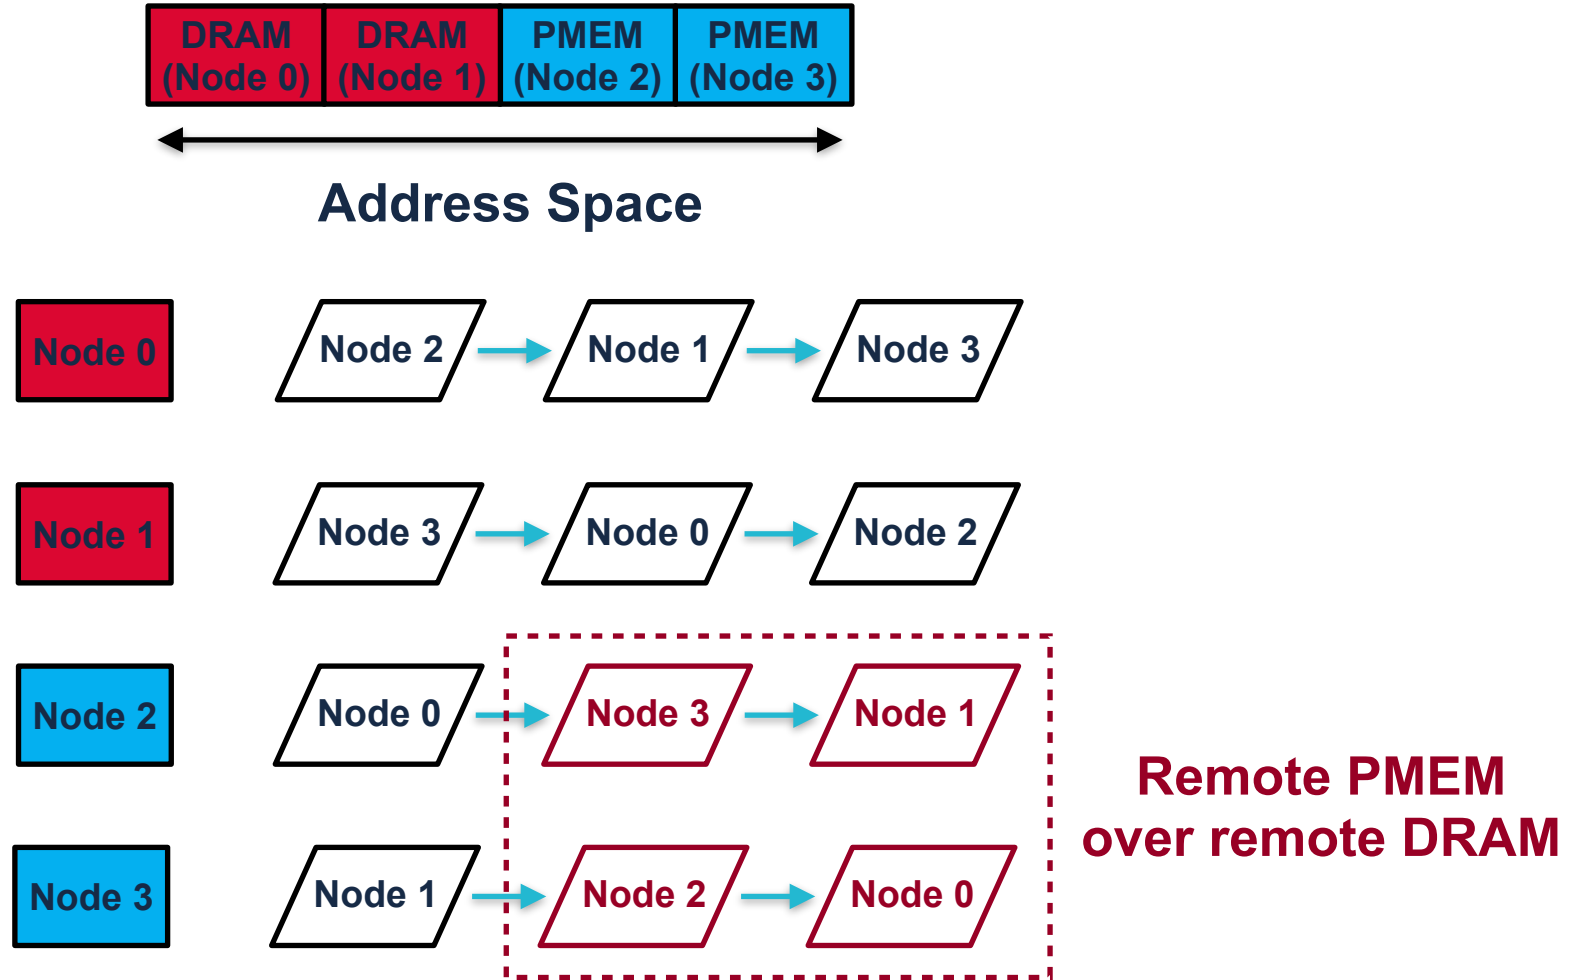 DRAM DRAM PMEM PMEM
(Node 0) (Node 1) (Node 2) (Node 3)
Address Space
Node 0 Node 2 Node 1 Node 3
Node 1 Node 3 Node 0 Node 2
Node 2 Node 0 Node 3 Node 1
Remote PMEM
over remote DRAM
Node 3 Node 1 Node 2 Node 0